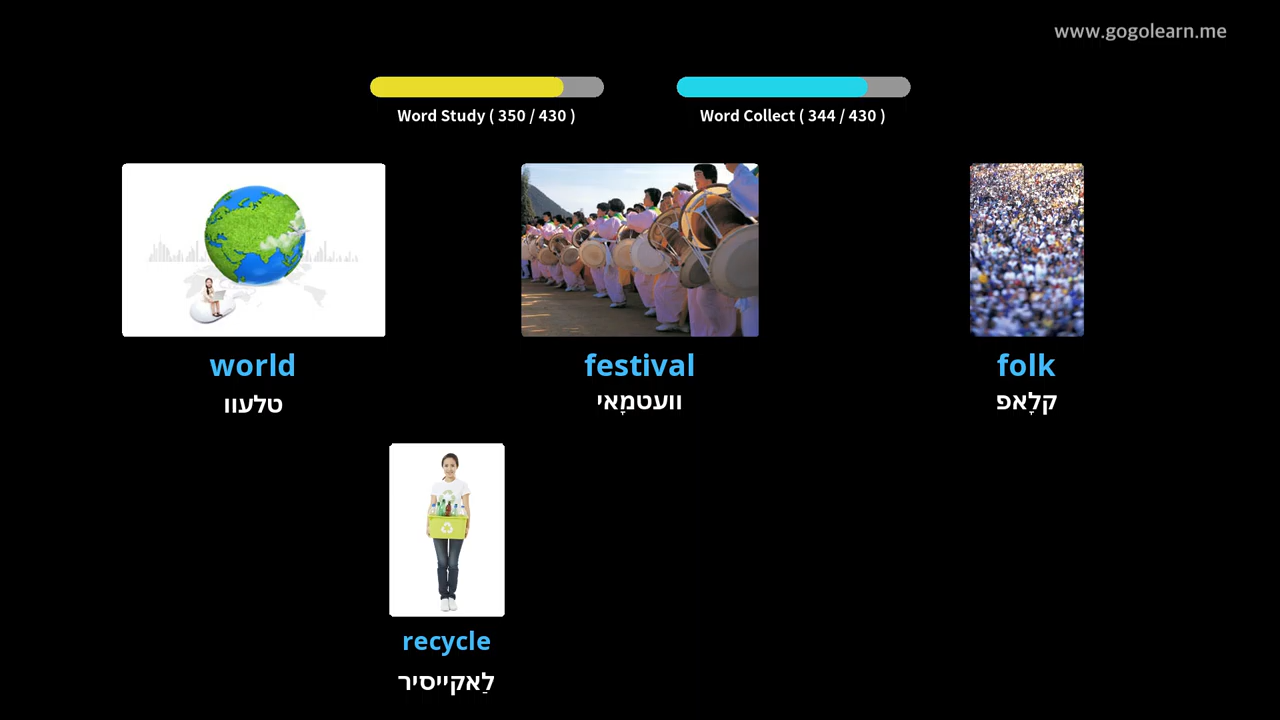 www.gogolearn.me
Word Study ( 350 / 430 )
Word Collect ( 344 / 430 )
world
festival
folk
טלעוו
וועטמָאי
קלָאפ
recycle
לַאקייסיר